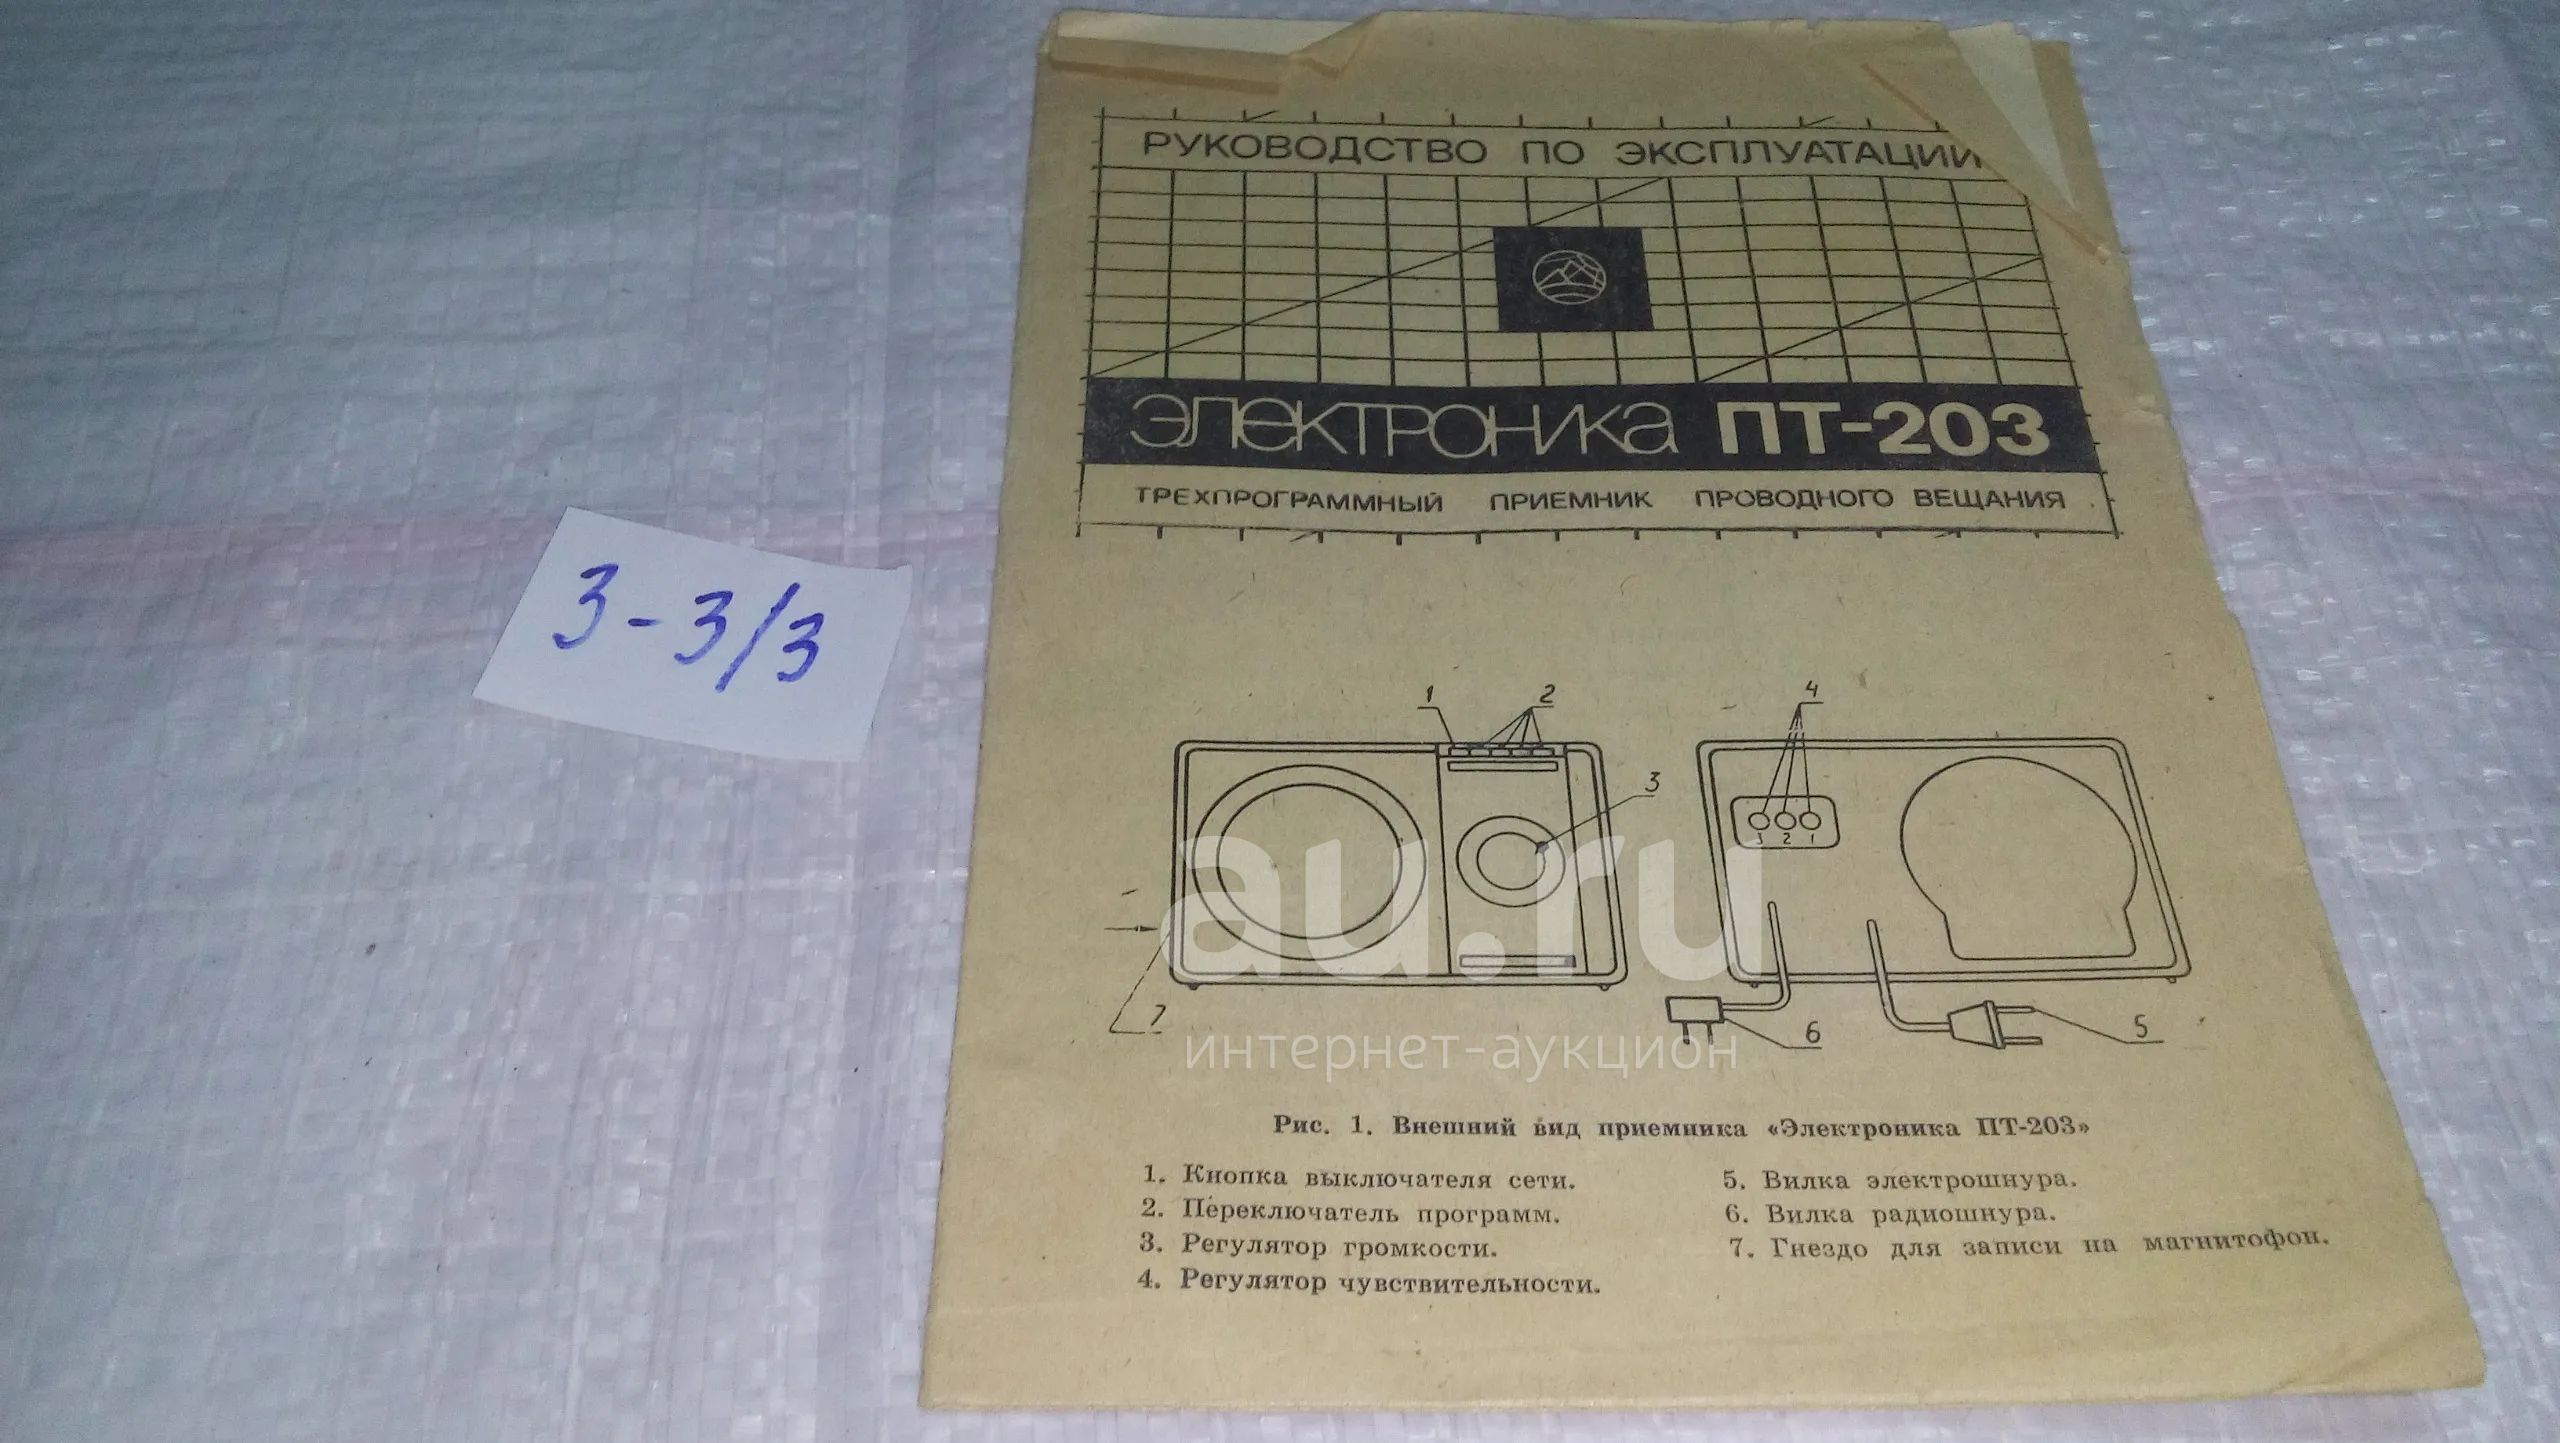 РУКОВОДСТВО ПО ЭКСПЛУАТАЦИИ
ЭЛЕКТРОНИКА ПТ-203
ТРЕХПРОГРАММНЫЙ ПРИЕМНИК ПРОВОДНОГО ВЕЩАНИЯ
3-3/3
1 2 4
3
3 2 1
7 6 5
au.ru
интернет-аукцион
Рис. 1. Внешний вид приемника «Электроника ПТ-203»
1. Кнопка выключателя сети.
2. Переключатель программ.
3. Регулятор громкости.
4. Регулятор чувствительности.
5. Вилка электрошнура.
6. Вилка радиошнура.
7. Гнездо для записи на магнитофон.